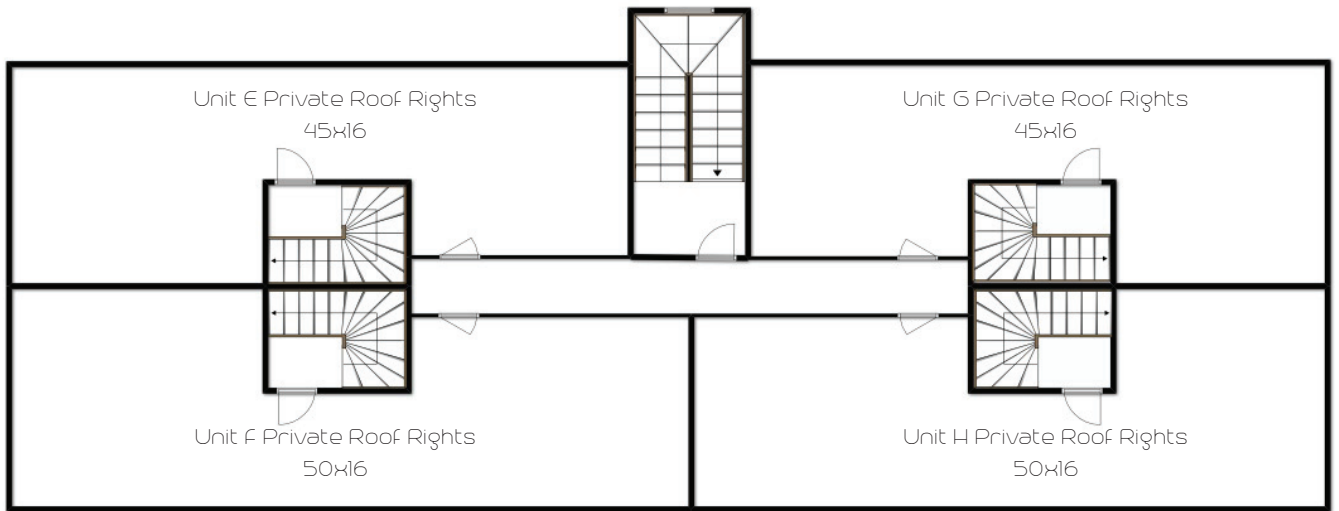 Unit E Private Roof Rights
45x16
Unit G Private Roof Rights
45x16
Unit F Private Roof Rights
50x16
Unit H Private Roof Rights
50x16